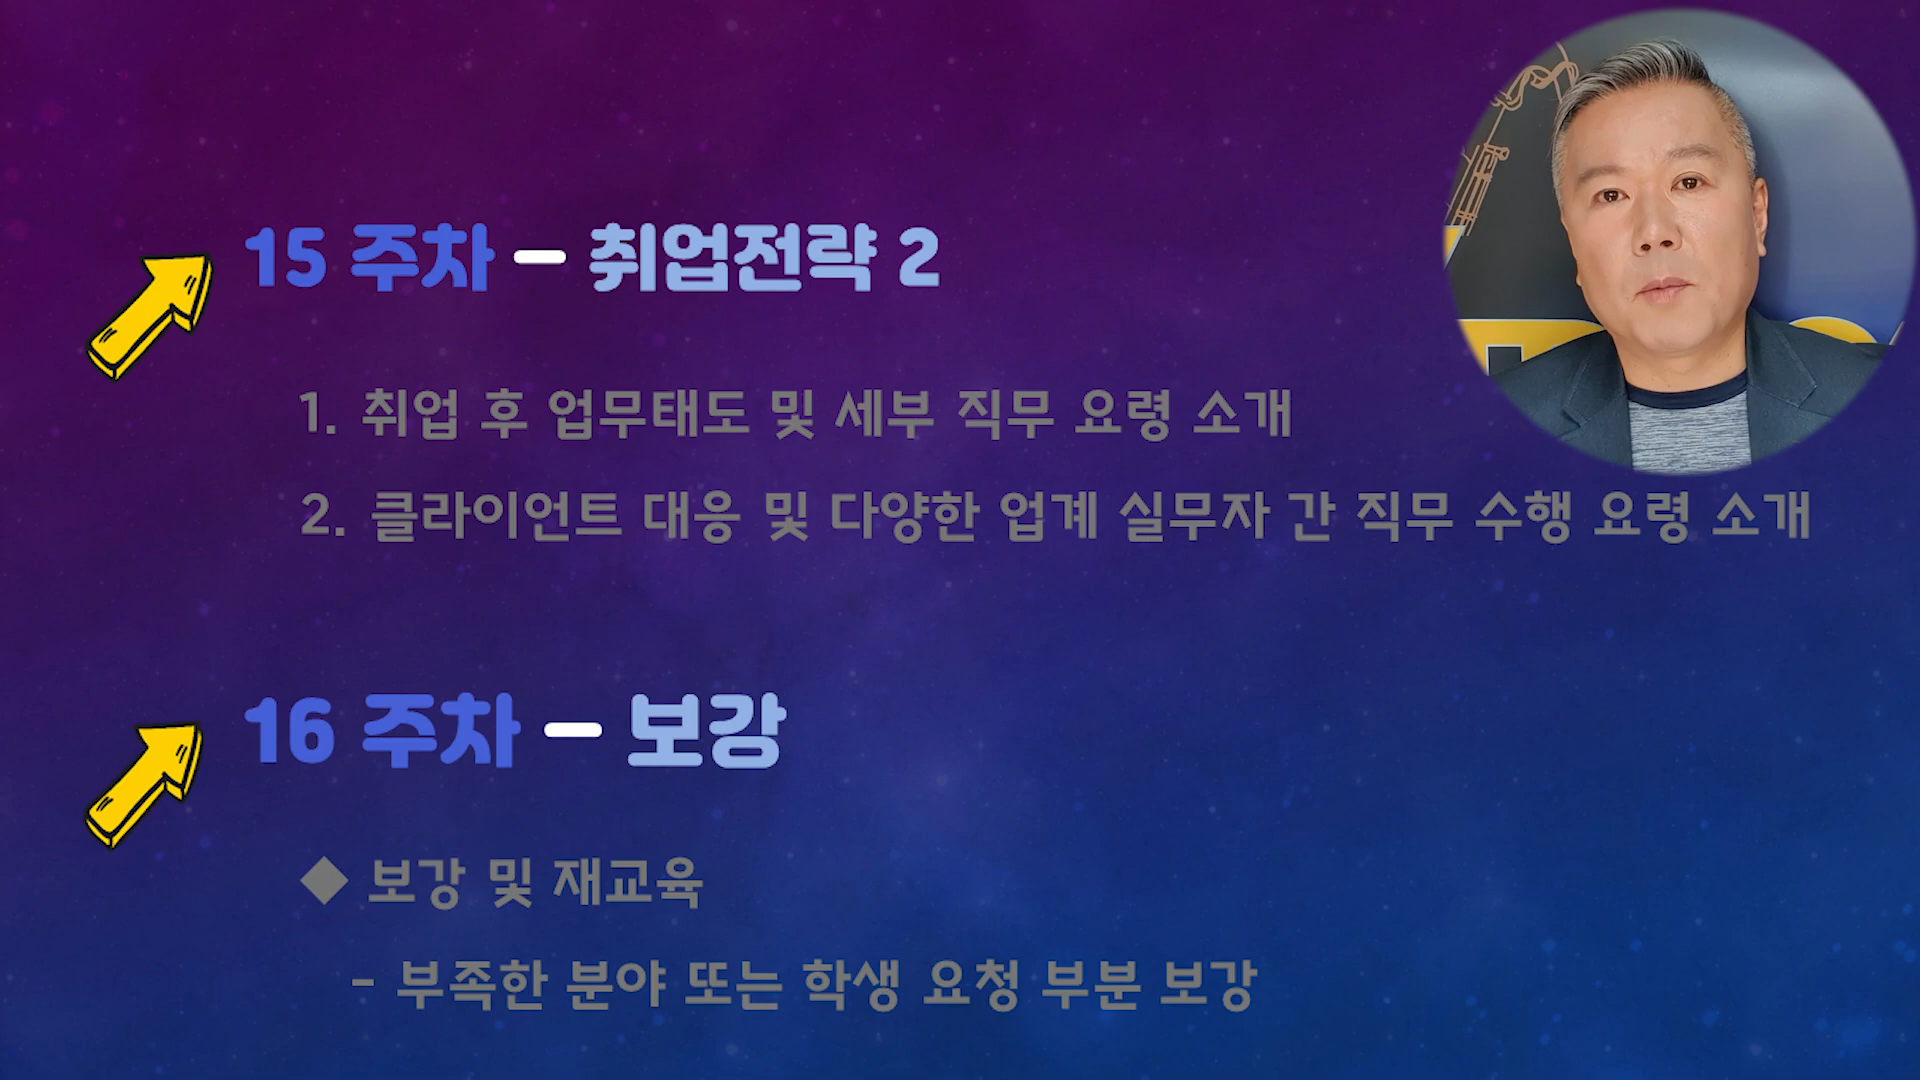 15 주차 – 취업전략 2
1. 취업 후 업무태도 및 세부 직무 요령 소개
2. 클라이언트 대응 및 다양한 업계 실무자 간 직무 수행 요령 소개
16 주차 – 보강
◆ 보강 및 재교육
- 부족한 분야 또는 학생 요청 부분 보강